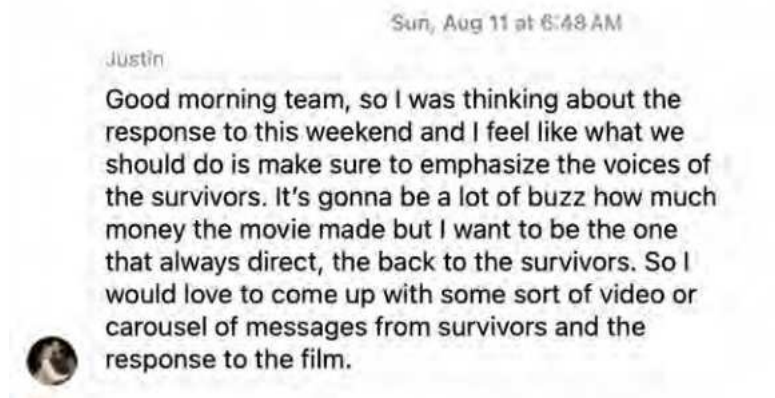 Sun, Aug 11 at 6:48 AM
Justin
Good morning team, so I was thinking about the
response to this weekend and I feel like what we
should do is make sure to emphasize the voices of
the survivors. It's gonna be a lot of buzz how much
money the movie made but I want to be the one
that always direct, the back to the survivors. So I
would love to come up with some sort of video or
carousel of messages from survivors and the
response to the film.